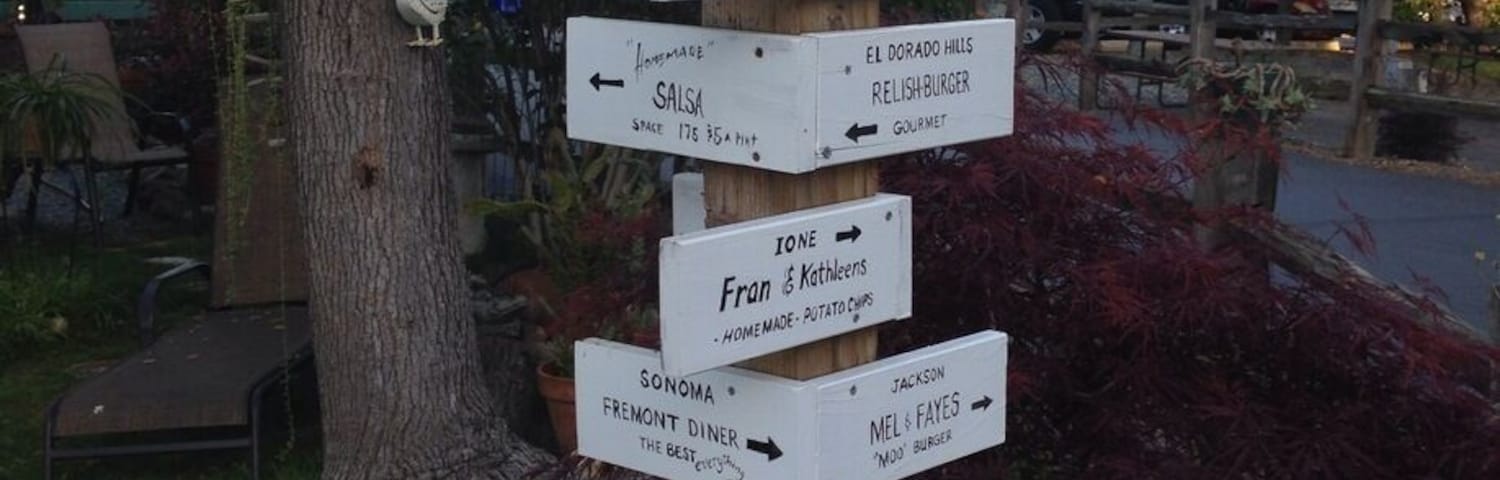 "HOMEMADE"
SALSA
SPACE 175 $5 A PINT
EL DORADO HILLS
RELISH-BURGER
GOURMET
IONE
Fran & Kathleens
- HOMEMADE - POTATO CHIPS
SONOMA
FREMONT DINER
THE BEST everything
JACKSON
MEL & FAYES
"MOO" BURGER